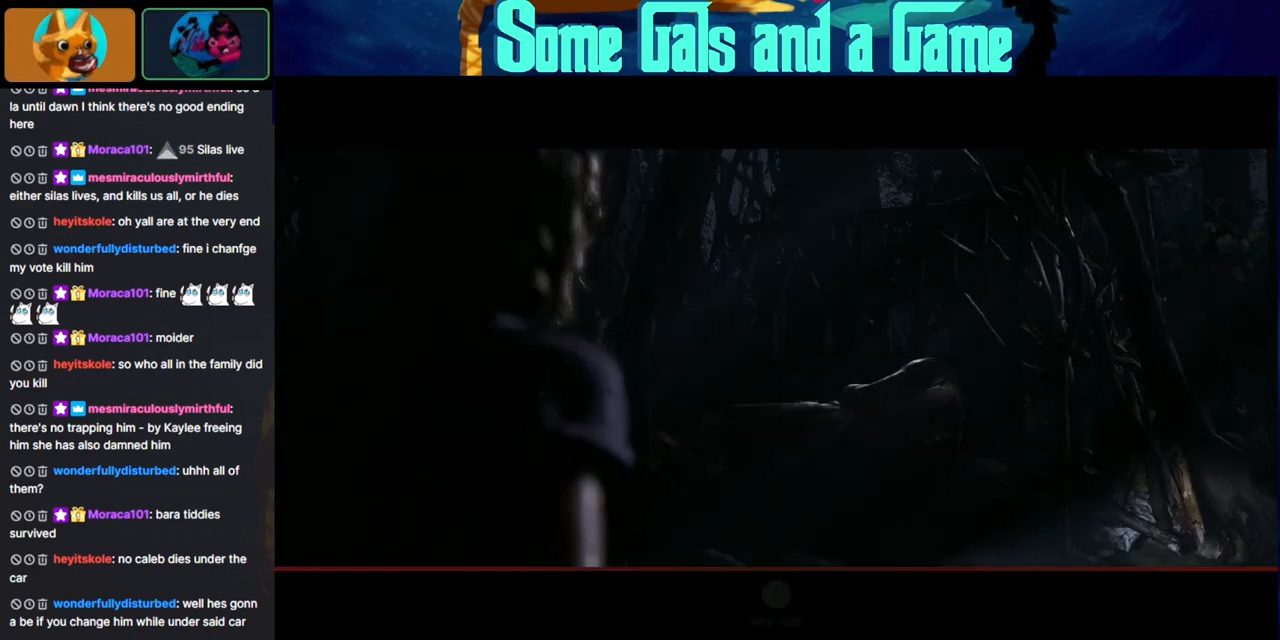 Some Gals and a Game
la until dawn I think there's no good ending
here
Moraca101: 95 Silas live
mesmiraculouslymirthful:
either silas lives, and kills us all, or he dies
heyitskole: oh yall are at the very end
wonderfullydisturbed: fine i chanfge
my vote kill him
Moraca101: fine
Moraca101: moider
heyitskole: so who all in the family did
you kill
mesmiraculouslymirthful:
there's no trapping him - by Kaylee freeing
him she has also damned him
wonderfullydisturbed: uhhh all of
them?
Moraca101: bara tiddies
survived
heyitskole: no caleb dies under the
car
wonderfullydisturbed: well hes gonn
a be if you change him while under said car